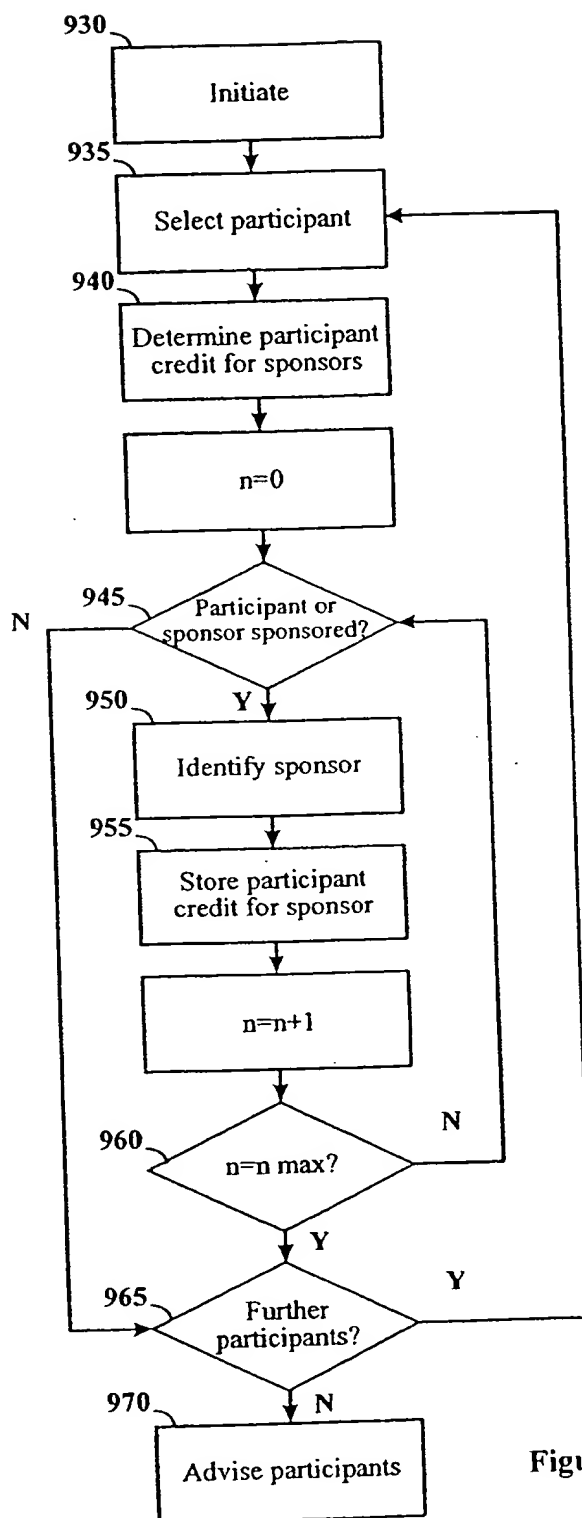 930
Initiate
935
Select participant
940
Determine participant
credit for sponsors
n=0
945
N
Participant or
sponsor sponsored?
Y
950
Identify sponsor
955
Store participant
credit for sponsor
n=n+1
N
960
n=n max?
Y
Y
965
Further
participants?
N
970
Advise participants